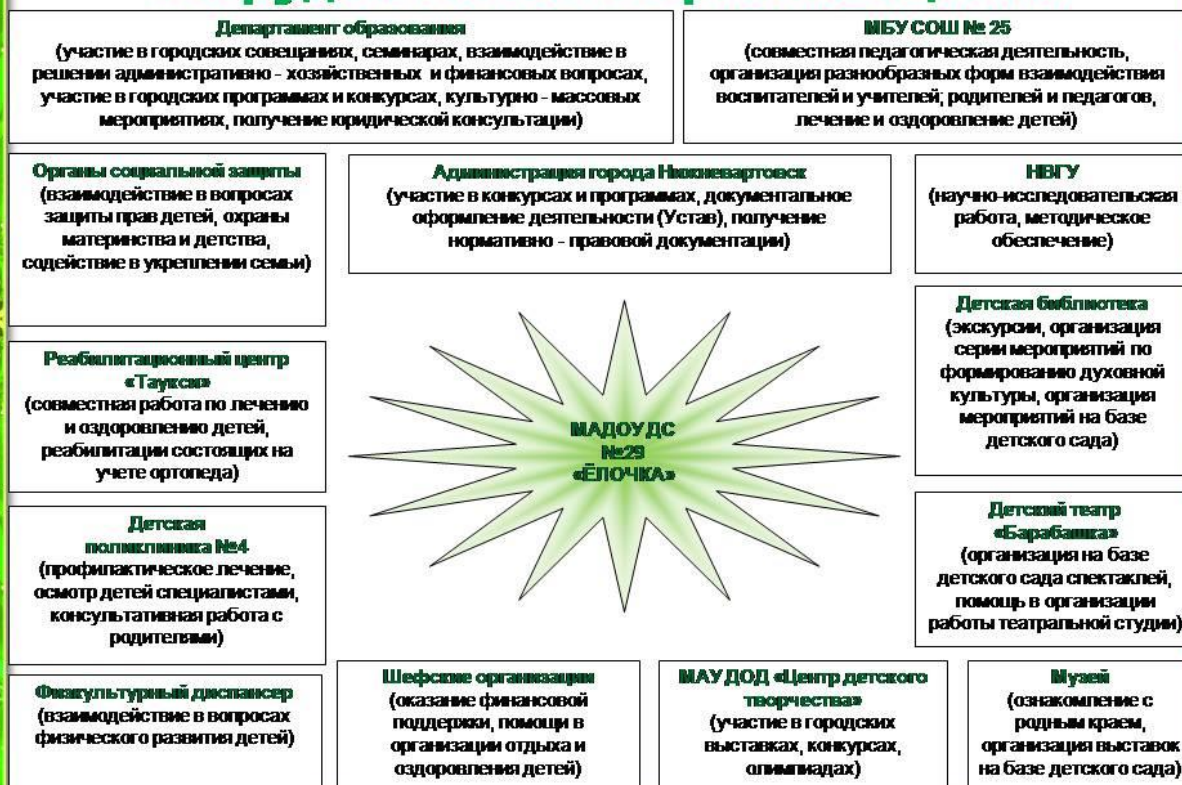 Департамент образования
(участие в городских совещаниях, семинарах, взаимодействие в
решении административно - хозяйственных и финансовых вопросах,
участие в городских программах и конкурсах, культурно - массовых
мероприятиях, получение юридической консультации)
МБУ СОШ № 25
(совместная педагогическая деятельность,
организация разнообразных форм взаимодействия
воспитателей и учителей; родителей и педагогов,
лечение и оздоровление детей)
Органы социальной защиты
(взаимодействие в вопросах
защиты прав детей, охраны
материнства и детства,
содействие в укреплении семьи)
Администрация города Нижневартовск
(участие в конкурсах и программах, документальное
оформление деятельности (Устав), получение
нормативно - правовой документации)
НВГУ
(научно-исследовательская
работа, методическое
обеспечение)
Детская библиотека
(экскурсии, организация
серии мероприятий по
формированию духовной
культуры, организация
мероприятий на базе
детского сада)
Реабилитационный центр
«Таукси»
(совместная работа по лечению
и оздоровлению детей,
реабилитации состоящих на
учете ортопеда)
МАДОУ ДС
№29
«ЁЛОЧКА»
Детский театр
«Барабашка»
(организация на базе
детского сада спектаклей,
помощь в организации
работы театральной студии)
Детская
поликлиника №4
(профилактическое лечение,
осмотр детей специалистами,
консультативная работа с
родителями)
Физкультурный диспансер
(взаимодействие в вопросах
физического развития детей)
Шефские организации
(оказание финансовой
поддержки, помощи в
организации отдыха и
оздоровления детей)
МАУ ДОД «Центр детского
творчества»
(участие в городских
выставках, конкурсах,
олимпиадах)
Музей
(ознакомление с
родным краем,
организация выставок
на базе детского сада)